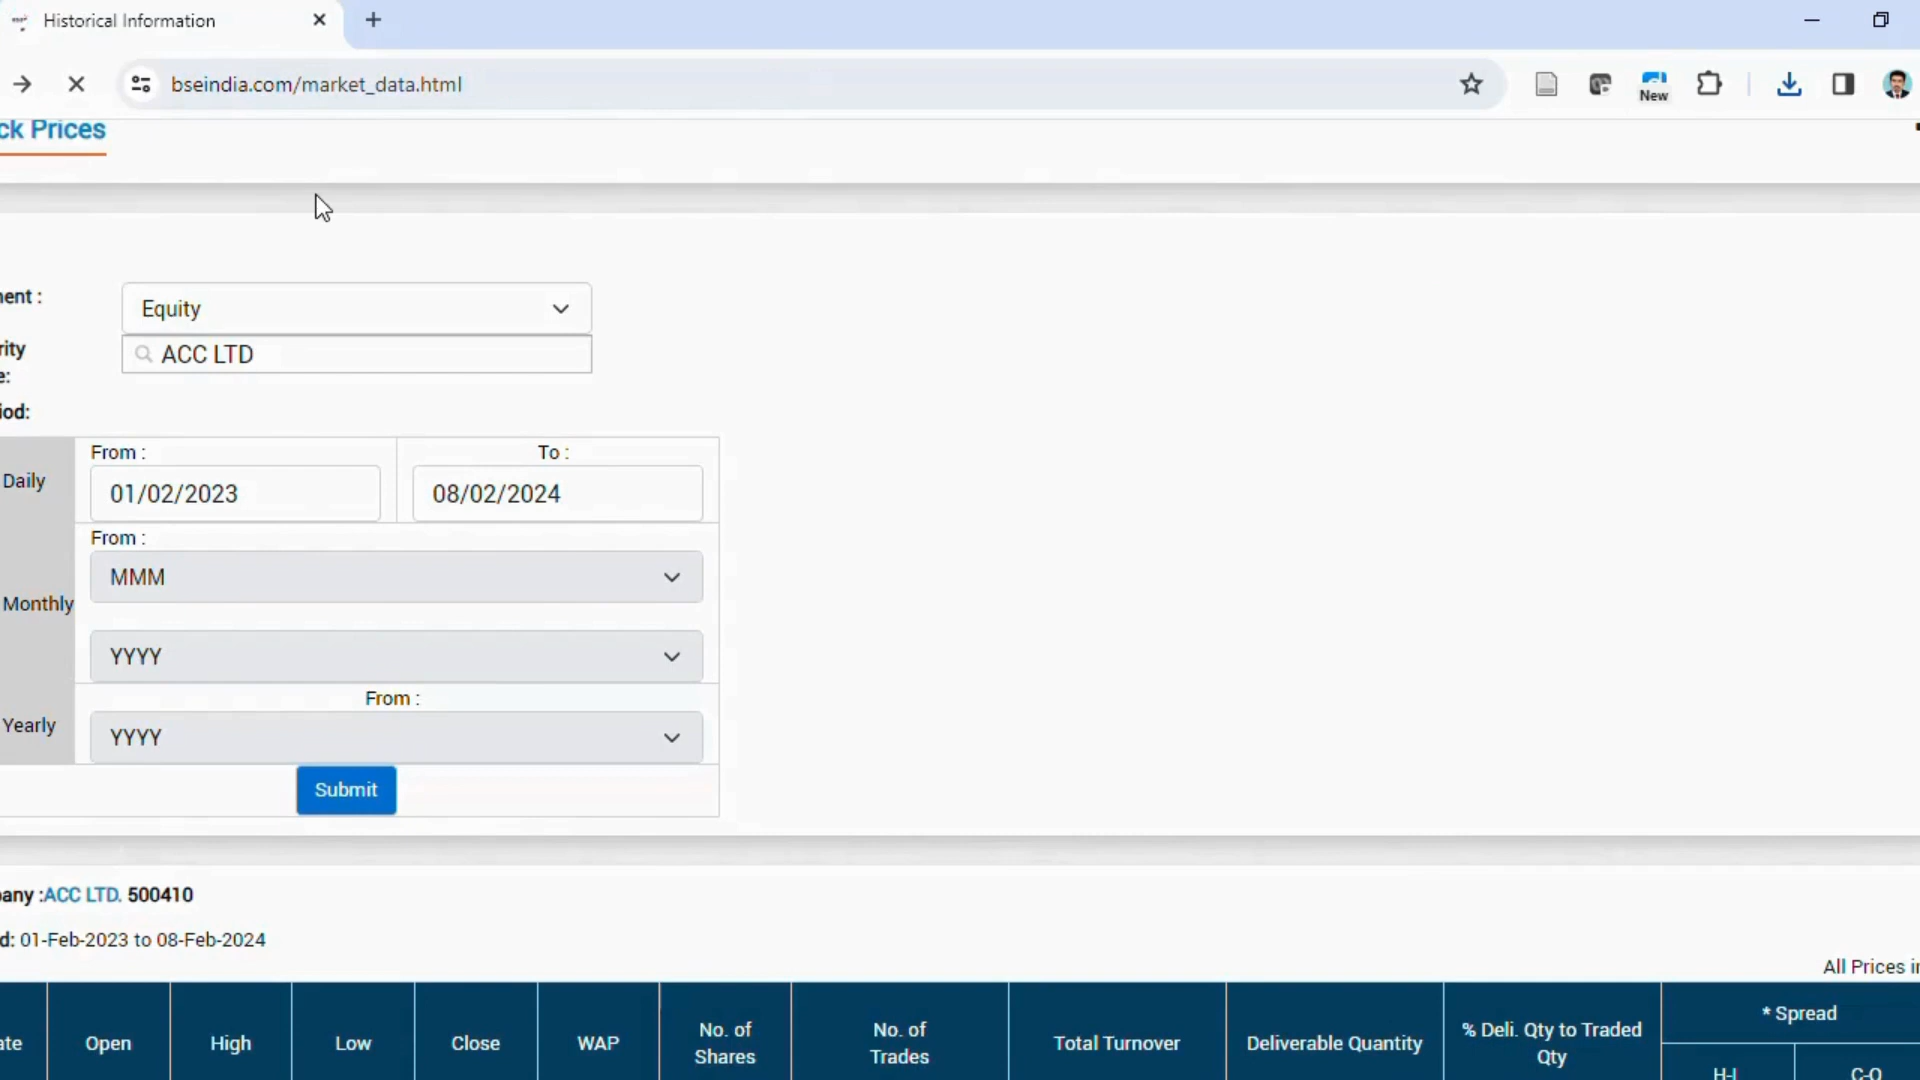 Historical Information
bseindia.com/market_data.html
New
ck Prices
ent :
Equity
rity
ACC LTD
e:
iod:
From :
To :
Daily
01/02/2023
08/02/2024
From :
MMM
Monthly
YYYY
From :
Yearly
YYYY
Submit
pany :ACC LTD. 500410
d: 01-Feb-2023 to 08-Feb-2024
All Prices in
ate
Open
High
Low
Close
WAP
No. of
Shares
No. of
Trades
Total Turnover
Deliverable Quantity
% Deli. Qty to Traded
Qty
* Spread
H-L
C-O